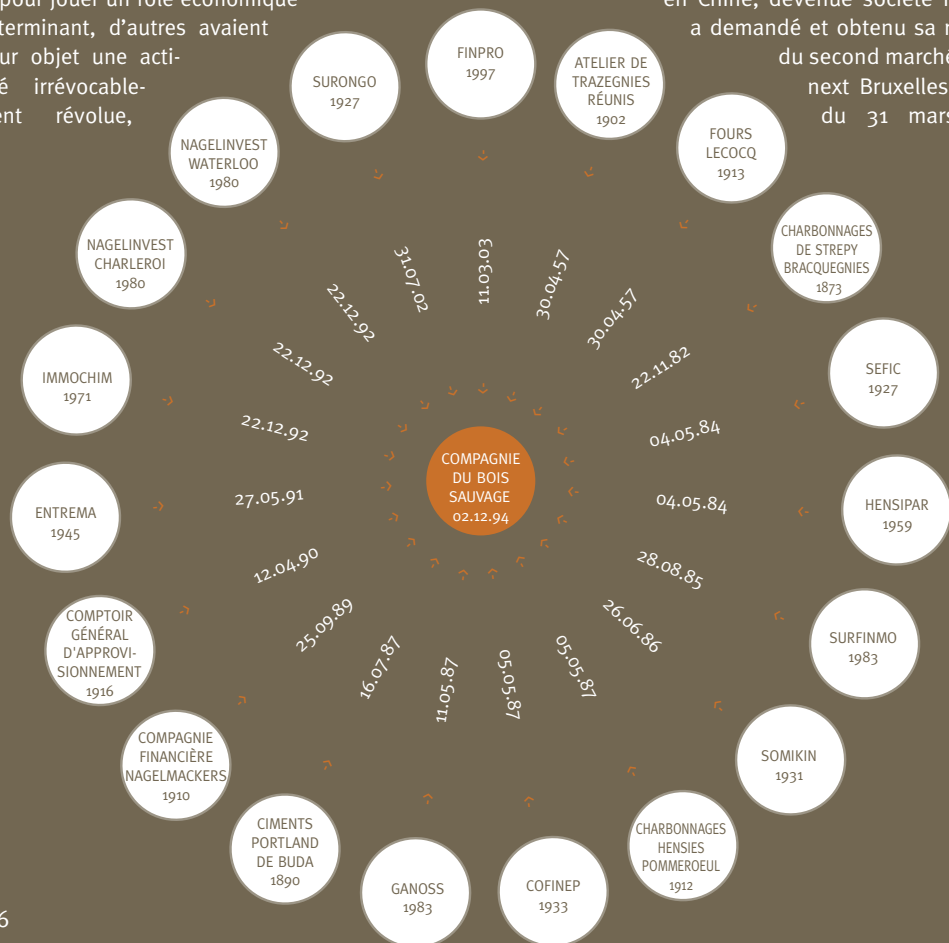 pour jouer un rôle économique
terminant, d'autres avaient
ur objet une acti-
é irrévocable-
ent révolue,
en Chine, devenue société
a demandé et obtenu sa
du second marché
next Bruxelles
du 31 mars
FINPRO
1997
ATELIER DE
TRAZEGNIES
RÉUNIS
1902
FOURS
LECOCQ
1913
CHARBONNAGES
DE STREPY
BRACQUEGNIES
1873
SEFIC
1927
HENSIPAR
1959
SURFINMO
1983
SOMIKIN
1931
CHARBONNAGES
HENSIES
POMMEROEUL
1912
COFINEP
1933
GANOSS
1983
CIMENTS
PORTLAND
DE BUDA
1890
COMPAGNIE
FINANCIÈRE
NAGELMACKERS
1910
COMPTOIR
GÉNÉRAL
D'APPROVI-
SIONNEMENT
1916
ENTREMA
1945
IMMOCHIM
1971
NAGELINVEST
CHARLEROI
1980
NAGELINVEST
WATERLOO
1980
SURONGO
1927
11.03.03
30.04.57
30.04.57
22.11.82
04.05.84
04.05.84
28.08.85
26.06.86
05.05.87
05.05.87
11.05.87
16.07.87
25.09.89
12.04.90
27.05.91
22.12.92
22.12.92
22.12.92
31.07.02
COMPAGNIE
DU BOIS
SAUVAGE
02.12.94
6